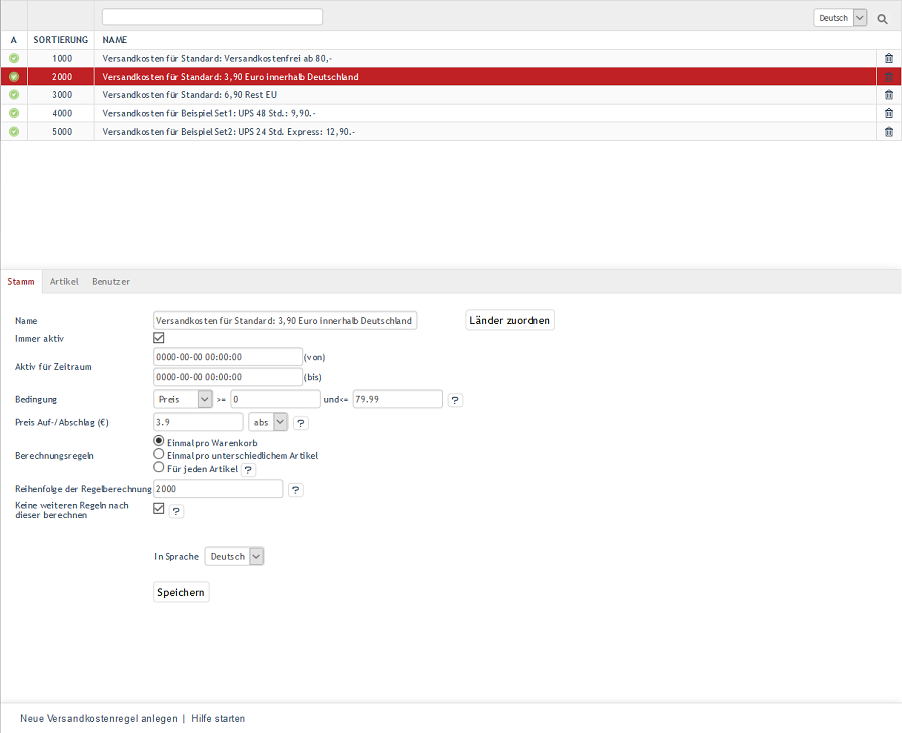 Deutsch
A SORTIERUNG NAME
1000 Versandkosten für Standard: Versandkostenfrei ab 80,-
2000 Versandkosten für Standard: 3,90 Euro innerhalb Deutschland
3000 Versandkosten für Standard: 6,90 Rest EU
4000 Versandkosten für Beispiel Set1: UPS 48 Std.: 9,90.-
5000 Versandkosten für Beispiel Set2: UPS 24 Std. Express: 12,90.-
Stamm Artikel Benutzer
Name Versandkosten für Standard: 3,90 Euro innerhalb Deutschland Länder zuordnen
Immer aktiv
Aktiv für Zeitraum 0000-00-00 00:00:00 (von)
0000-00-00 00:00:00 (bis)
Bedingung Preis >= 0 und<= 79.99 ?
Preis Auf-/Abschlag (€) 3.9 abs ?
Berechnungsregeln Einmal pro Warenkorb
Einmal pro unterschiedlichem Artikel
Für jeden Artikel ?
Reihenfolge der Regelberechnung 2000 ?
Keine weiteren Regeln nach
dieser berechnen ?
In Sprache Deutsch
Speichern
Neue Versandkostenregel anlegen | Hilfe starten